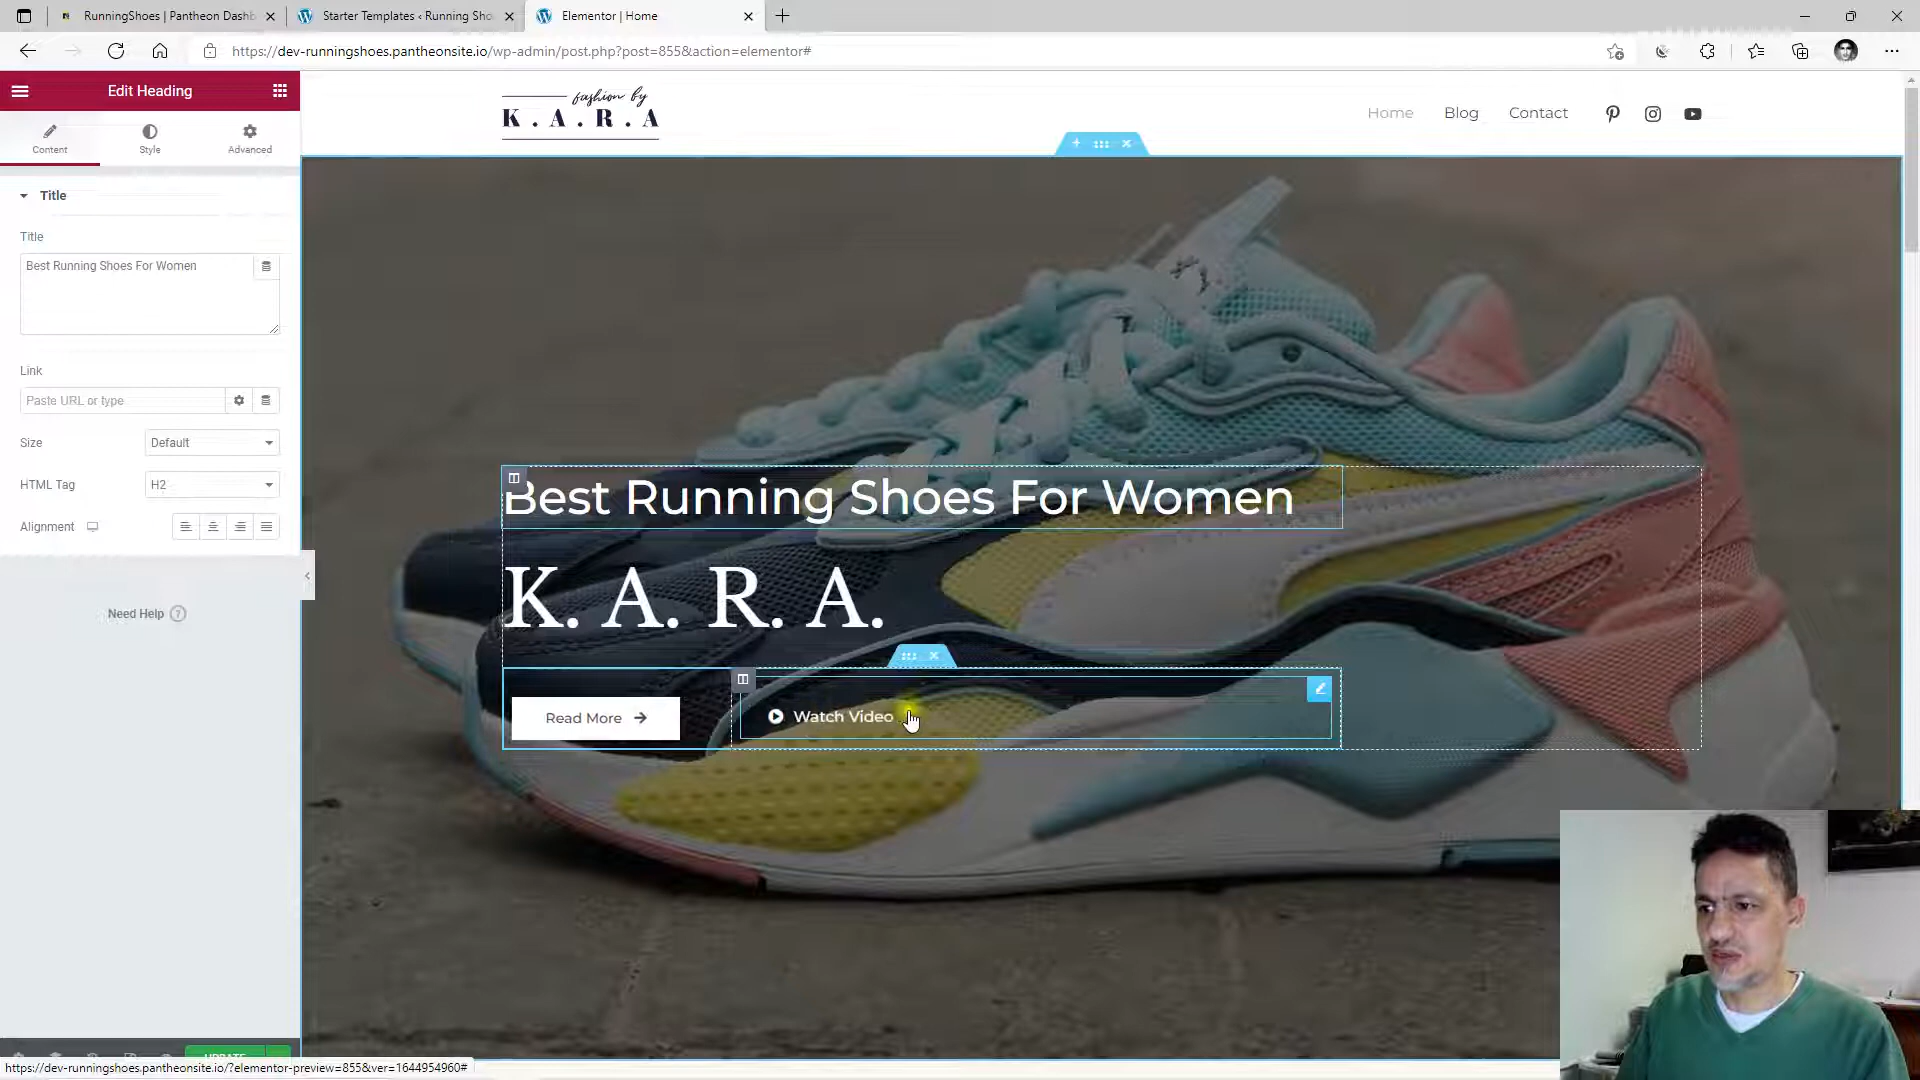 RunningShoes | Pantheon Dashb
Starter Templates ‹ Running Sho
Elementor | Home
https://dev-runningshoes.pantheonsite.io/wp-admin/post.php?post=855&action=elementor#
Edit Heading
Content
Style
Advanced
Title
Title
Best Running Shoes For Women
Link
Paste URL or type
Size
Default
HTML Tag
H2
Alignment
Need Help
UPDATE
https://dev-runningshoes.pantheonsite.io/?elementor-preview=855&ver=1644954960#
fashion by
K.A.R.A
Home
Blog
Contact
Best Running Shoes For Women
K. A. R. A.
Read More
Watch Video